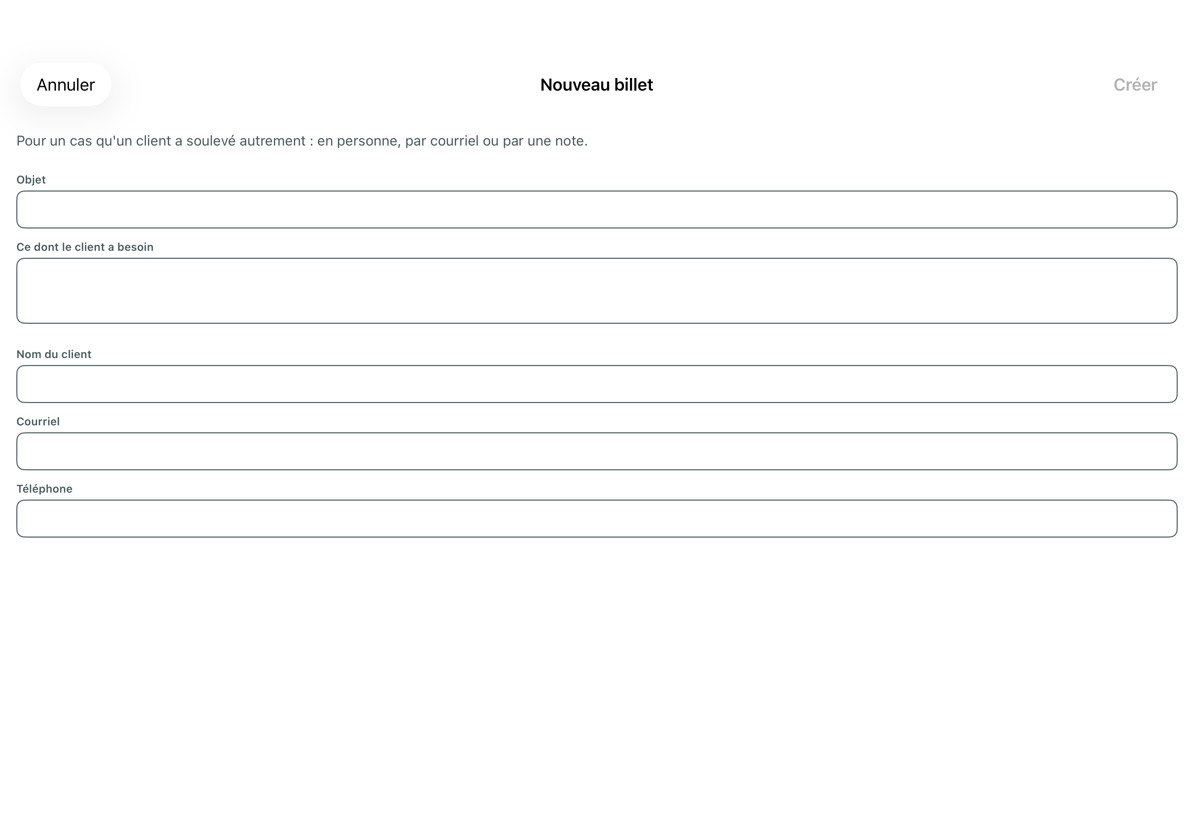 Annuler
Nouveau billet
Créer
Pour un cas qu'un client a soulevé autrement : en personne, par courriel ou par une note.
Objet
Ce dont le client a besoin
Nom du client
Courriel
Téléphone